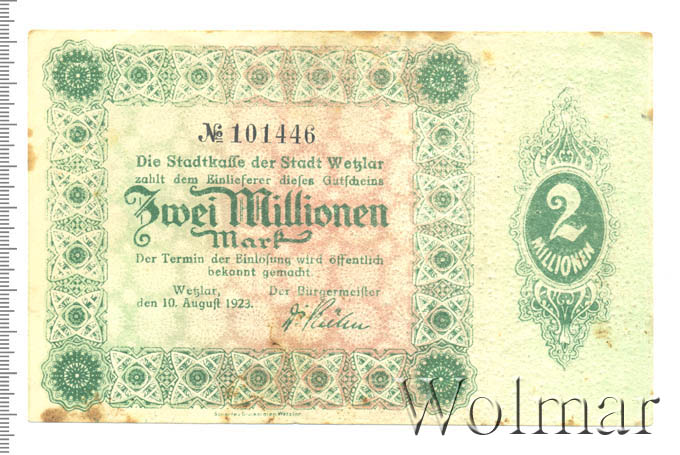 № 101446
Die Stadtkasse der Stadt Wetzlar
zahlt dem Einlieferer dieses Gutscheins
Zwei Millionen
Mark
Der Termin der Einlösung wird öffentlich
bekannt gemacht.
Wetzlar, Der Bürgermeister
den 10. August 1923.
2
MILLIONEN
Wolmar